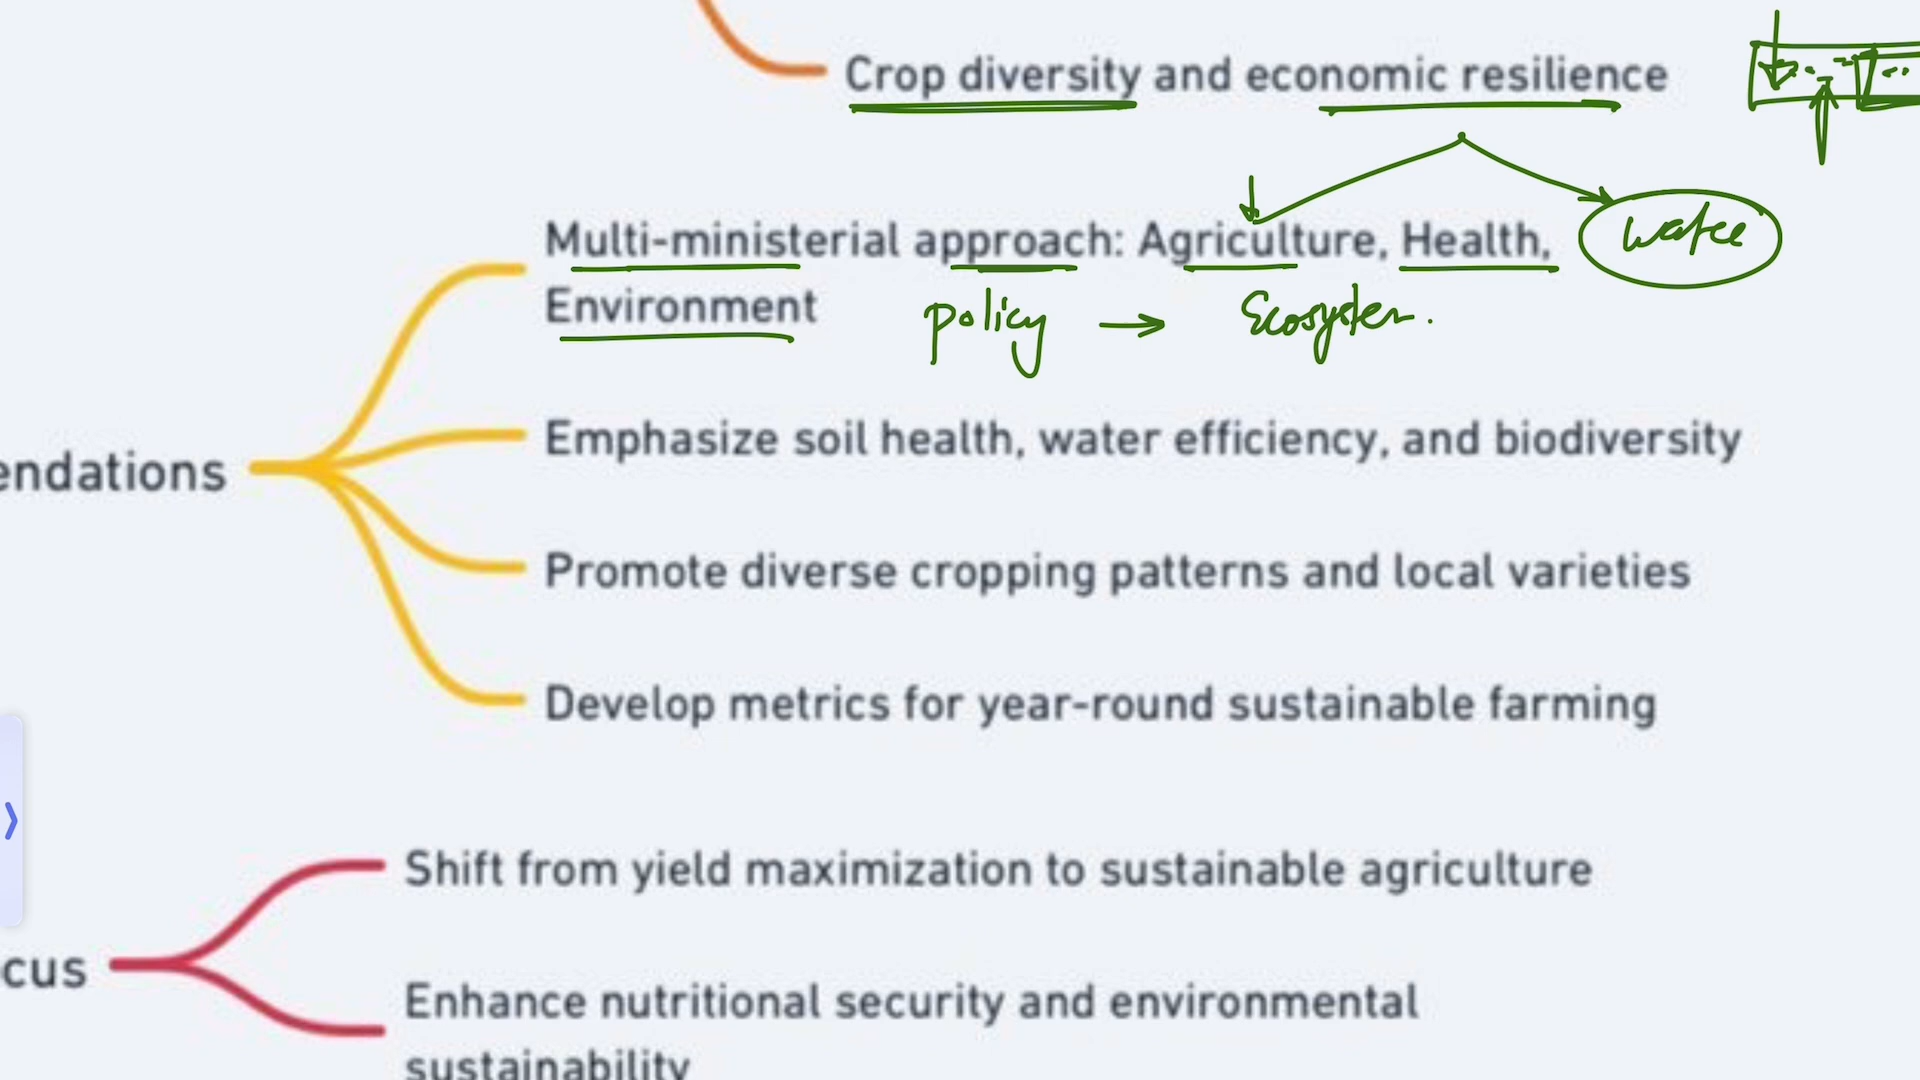 Crop diversity and economic resilience
Multi-ministerial approach: Agriculture, Health,
Environment
policy → Ecosystem.
endations
Emphasize soil health, water efficiency, and biodiversity
Promote diverse cropping patterns and local varieties
Develop metrics for year-round sustainable farming
Shift from yield maximization to sustainable agriculture
cus
Enhance nutritional security and environmental
sustainability